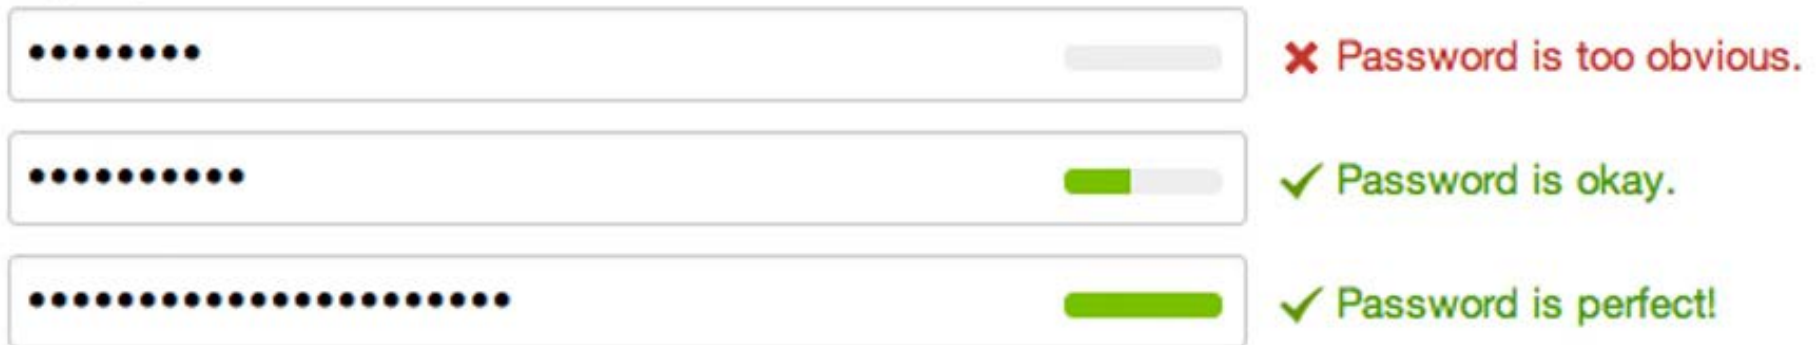 •••••••• Password is too obvious.
•••••••••• Password is okay.
•••••••••••••••••••••• Password is perfect!